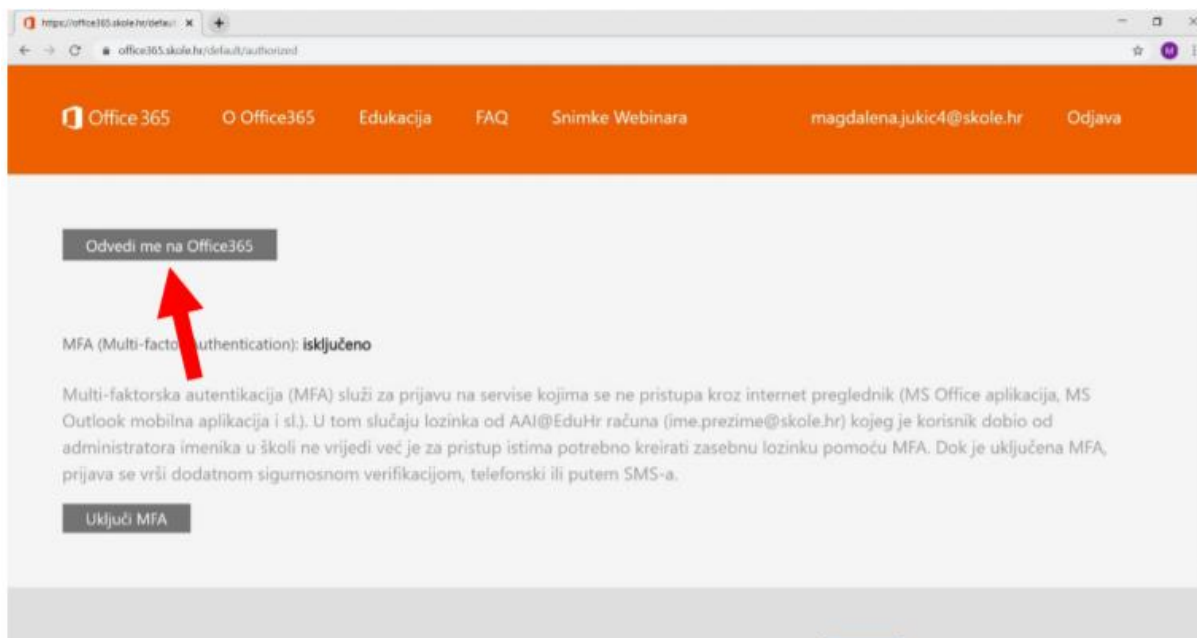 https://office365.skole.hr/defaul
office365.skole.hr/default/authorized
M
Office 365 O Office365 Edukacija FAQ Snimke Webinara magdalena.jukic4@skole.hr Odjava
Odvedi me na Office365
MFA (Multi-facto uthentication): isključeno
Multi-faktorska autentikacija (MFA) služi za prijavu na servise kojima se ne pristupa kroz internet preglednik (MS Office aplikacija, MS
Outlook mobilna aplikacija i sl.). U tom slučaju lozinka od AAI@EduHr računa (ime.prezime@skole.hr) kojeg je korisnik dobio od
administratora imenika u školi ne vrijedi već je za pristup istima potrebno kreirati zasebnu lozinku pomoću MFA. Dok je uključena MFA,
prijava se vrši dodatnom sigurnosnom verifikacijom, telefonski ili putem SMS-a.
Uključi MFA